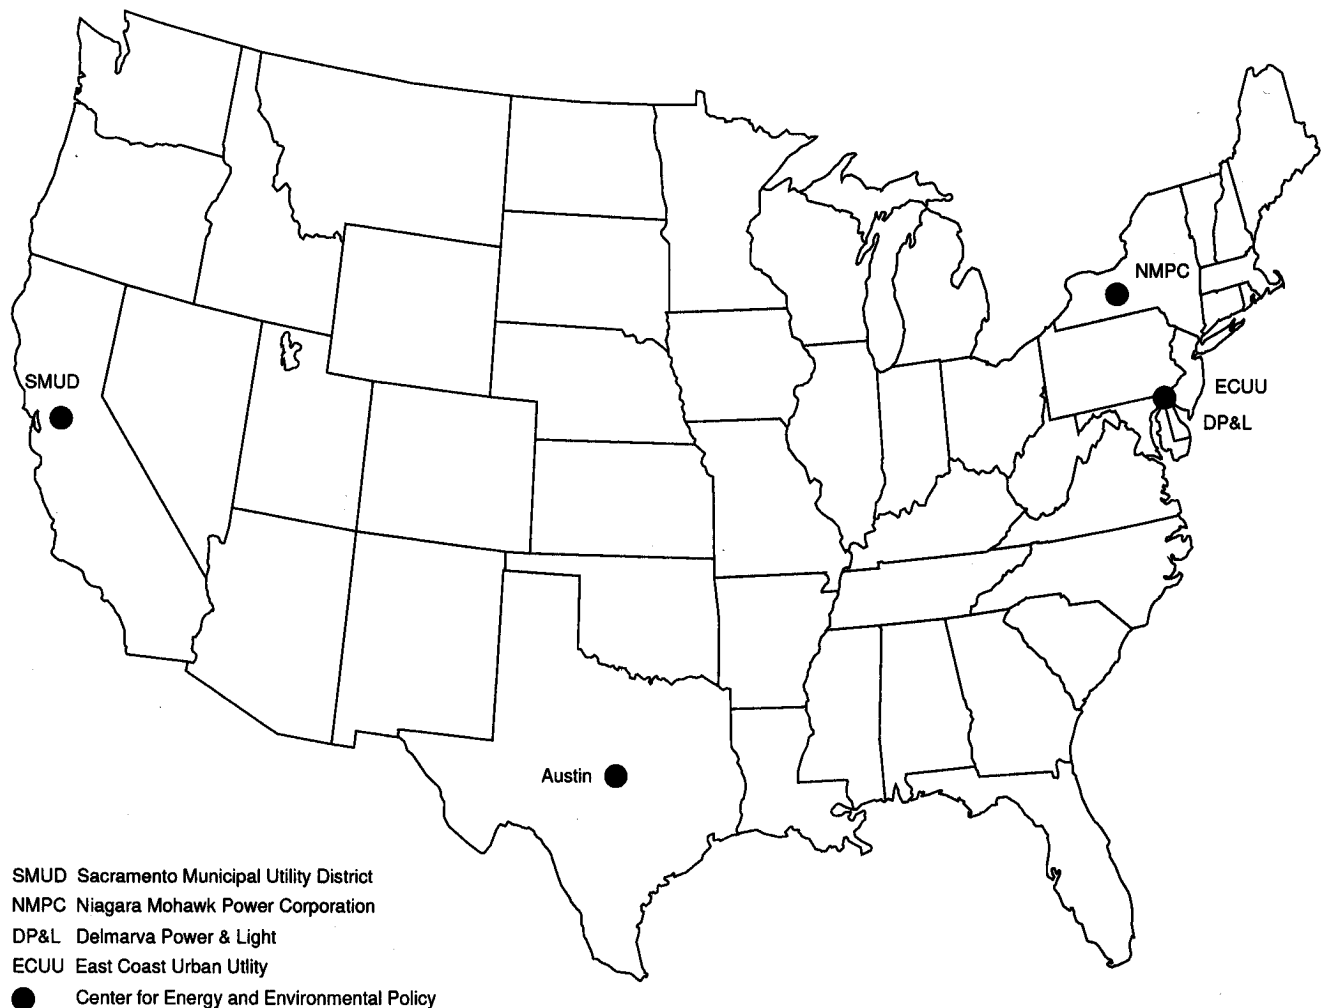 NMPC
SMUD
ECUU
DP&L
Austin
SMUD Sacramento Municipal Utility District
NMPC Niagara Mohawk Power Corporation
DP&L Delmarva Power & Light
ECUU East Coast Urban Utlity
Center for Energy and Environmental Policy